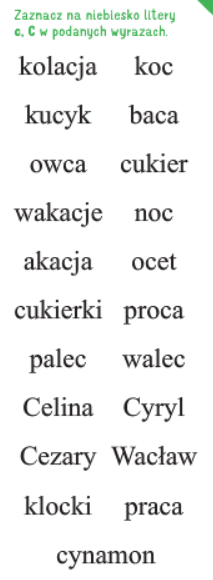 Zaznacz na niebiesko litery
c, C w podanych wyrazach.
kolacja koc
kucyk baca
owca cukier
wakacje noc
akacja ocet
cukierki proca
palec walec
Celina Cyryl
Cezary Wacław
klocki praca
cynamon